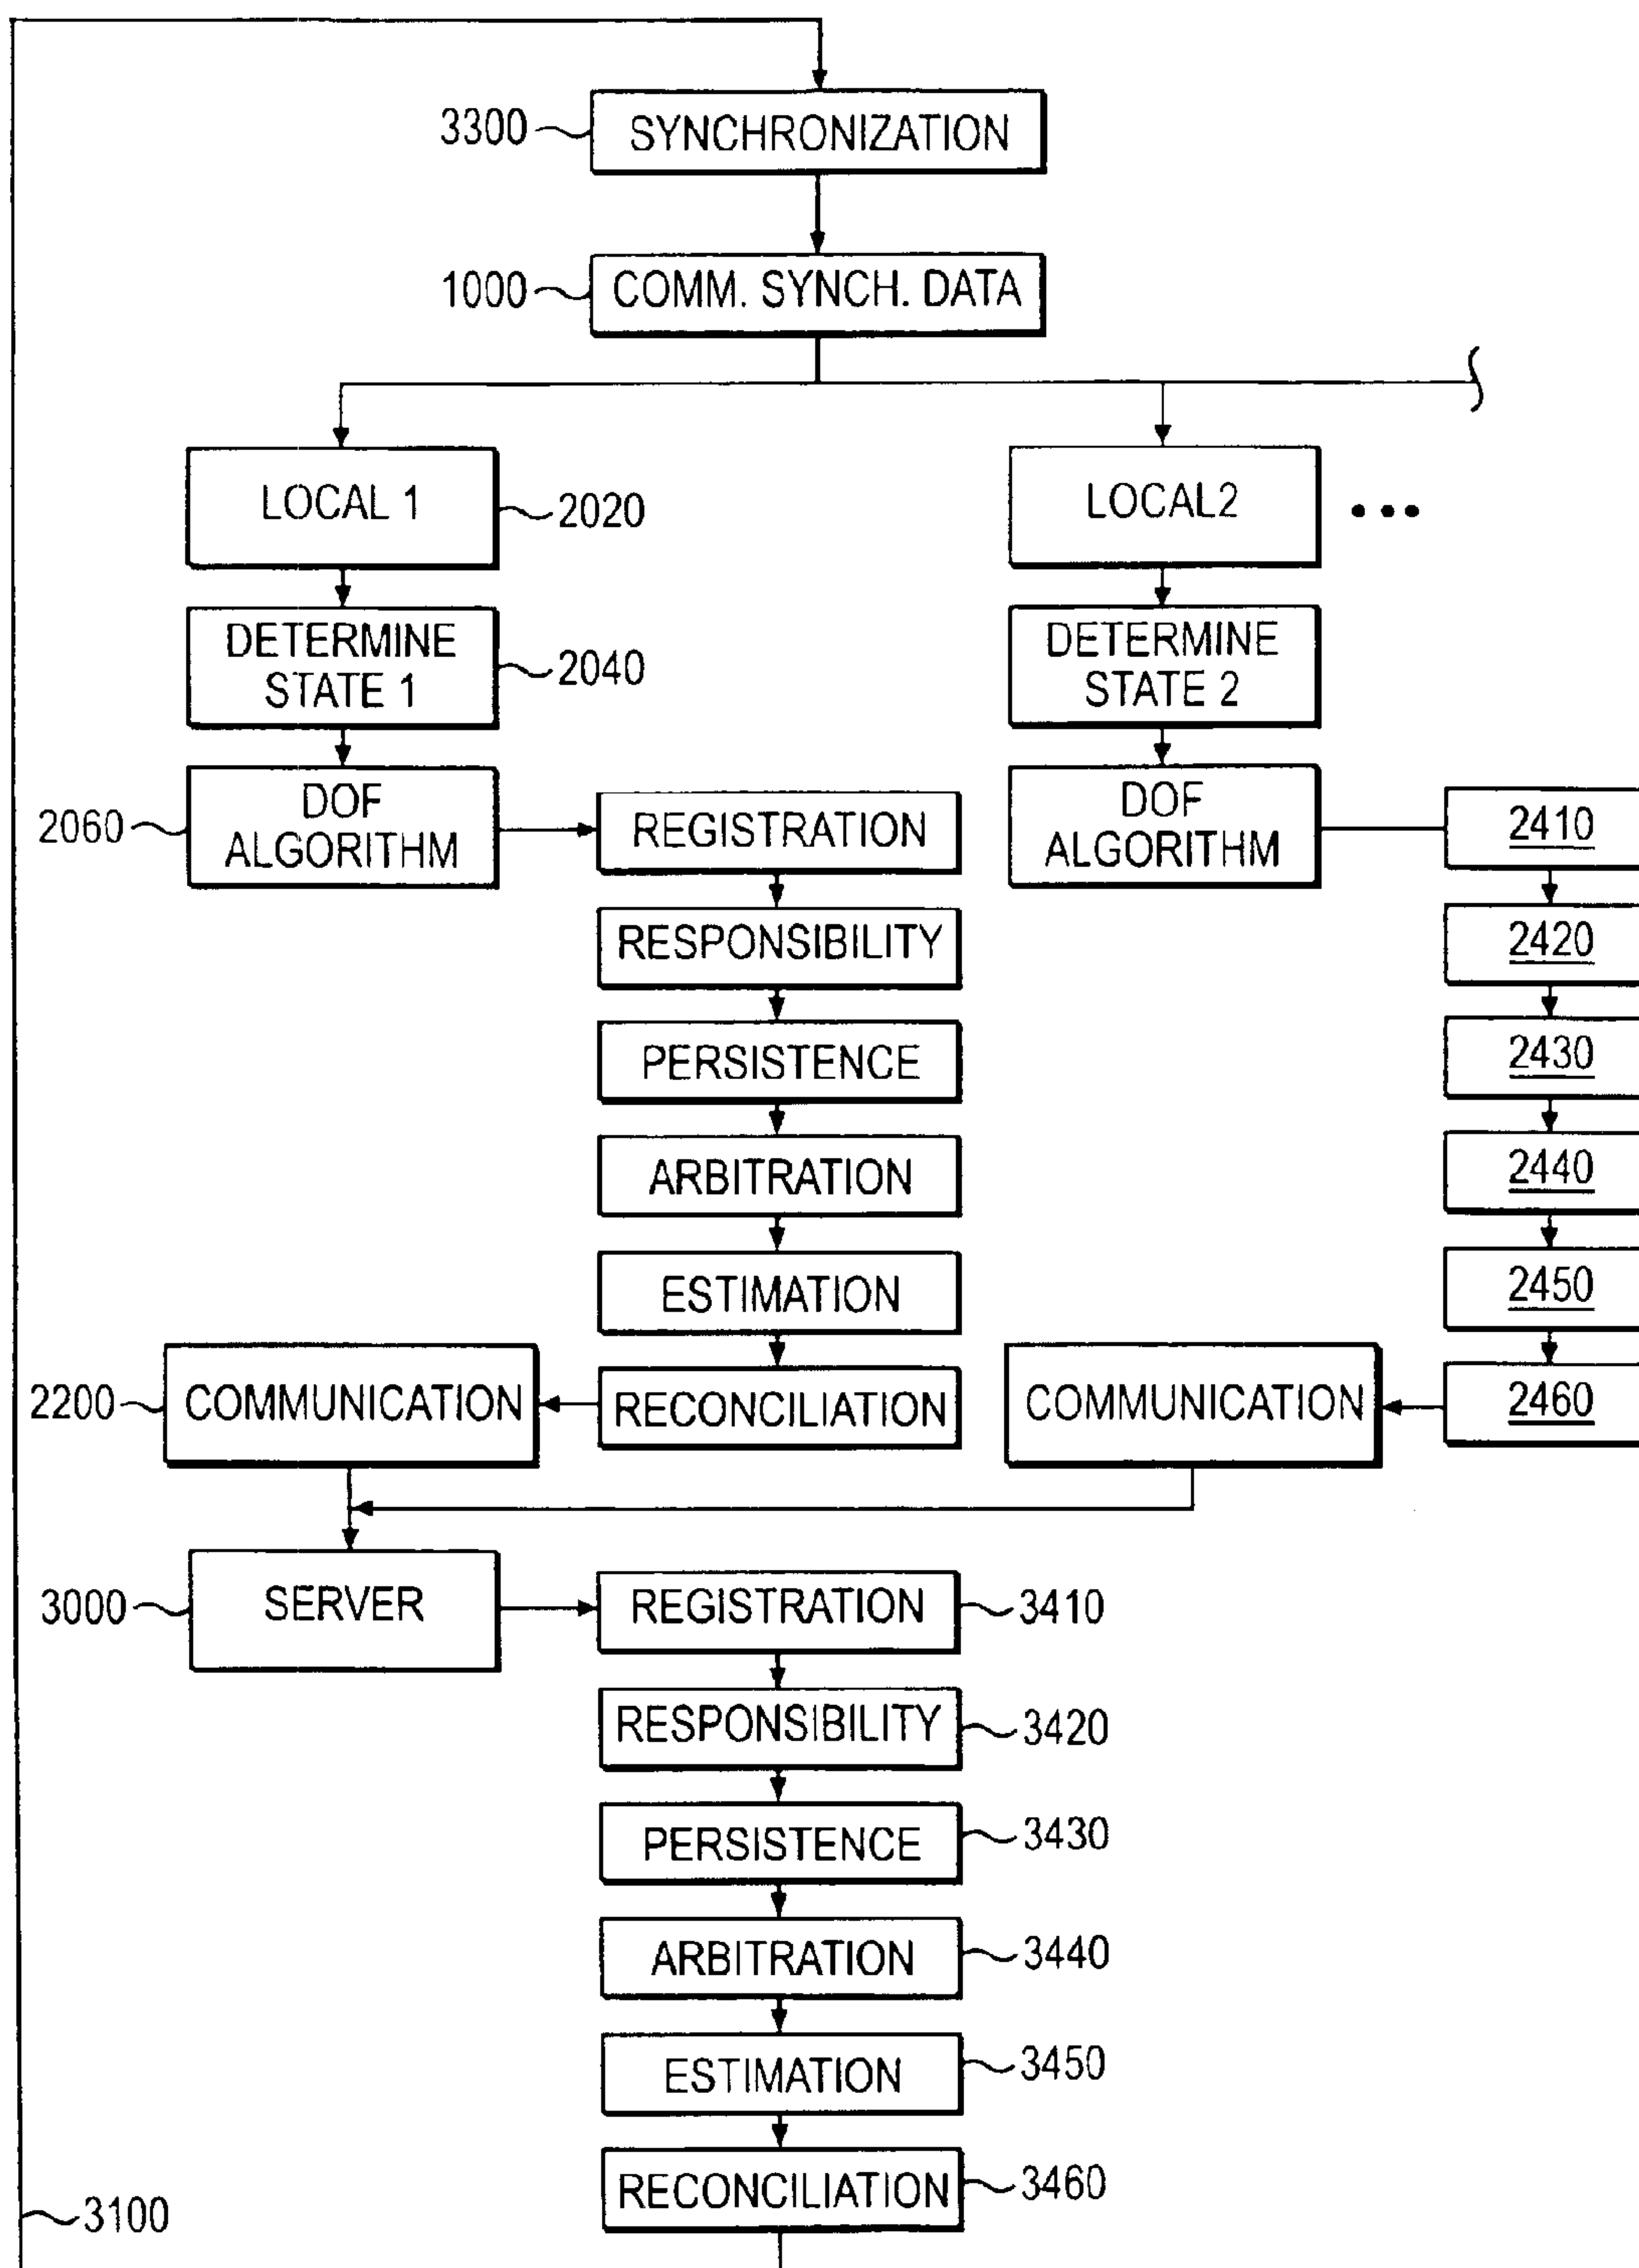 3300
SYNCHRONIZATION
1000
COMM. SYNCH. DATA
LOCAL 1
2020
LOCAL2
• • •
DETERMINE
STATE 1
2040
DETERMINE
STATE 2
2060
DOF
ALGORITHM
REGISTRATION
DOF
ALGORITHM
2410
RESPONSIBILITY
2420
PERSISTENCE
2430
ARBITRATION
2440
ESTIMATION
2450
2200
COMMUNICATION
RECONCILIATION
COMMUNICATION
2460
3000
SERVER
REGISTRATION
3410
RESPONSIBILITY
3420
PERSISTENCE
3430
ARBITRATION
3440
ESTIMATION
3450
RECONCILIATION
3460
3100